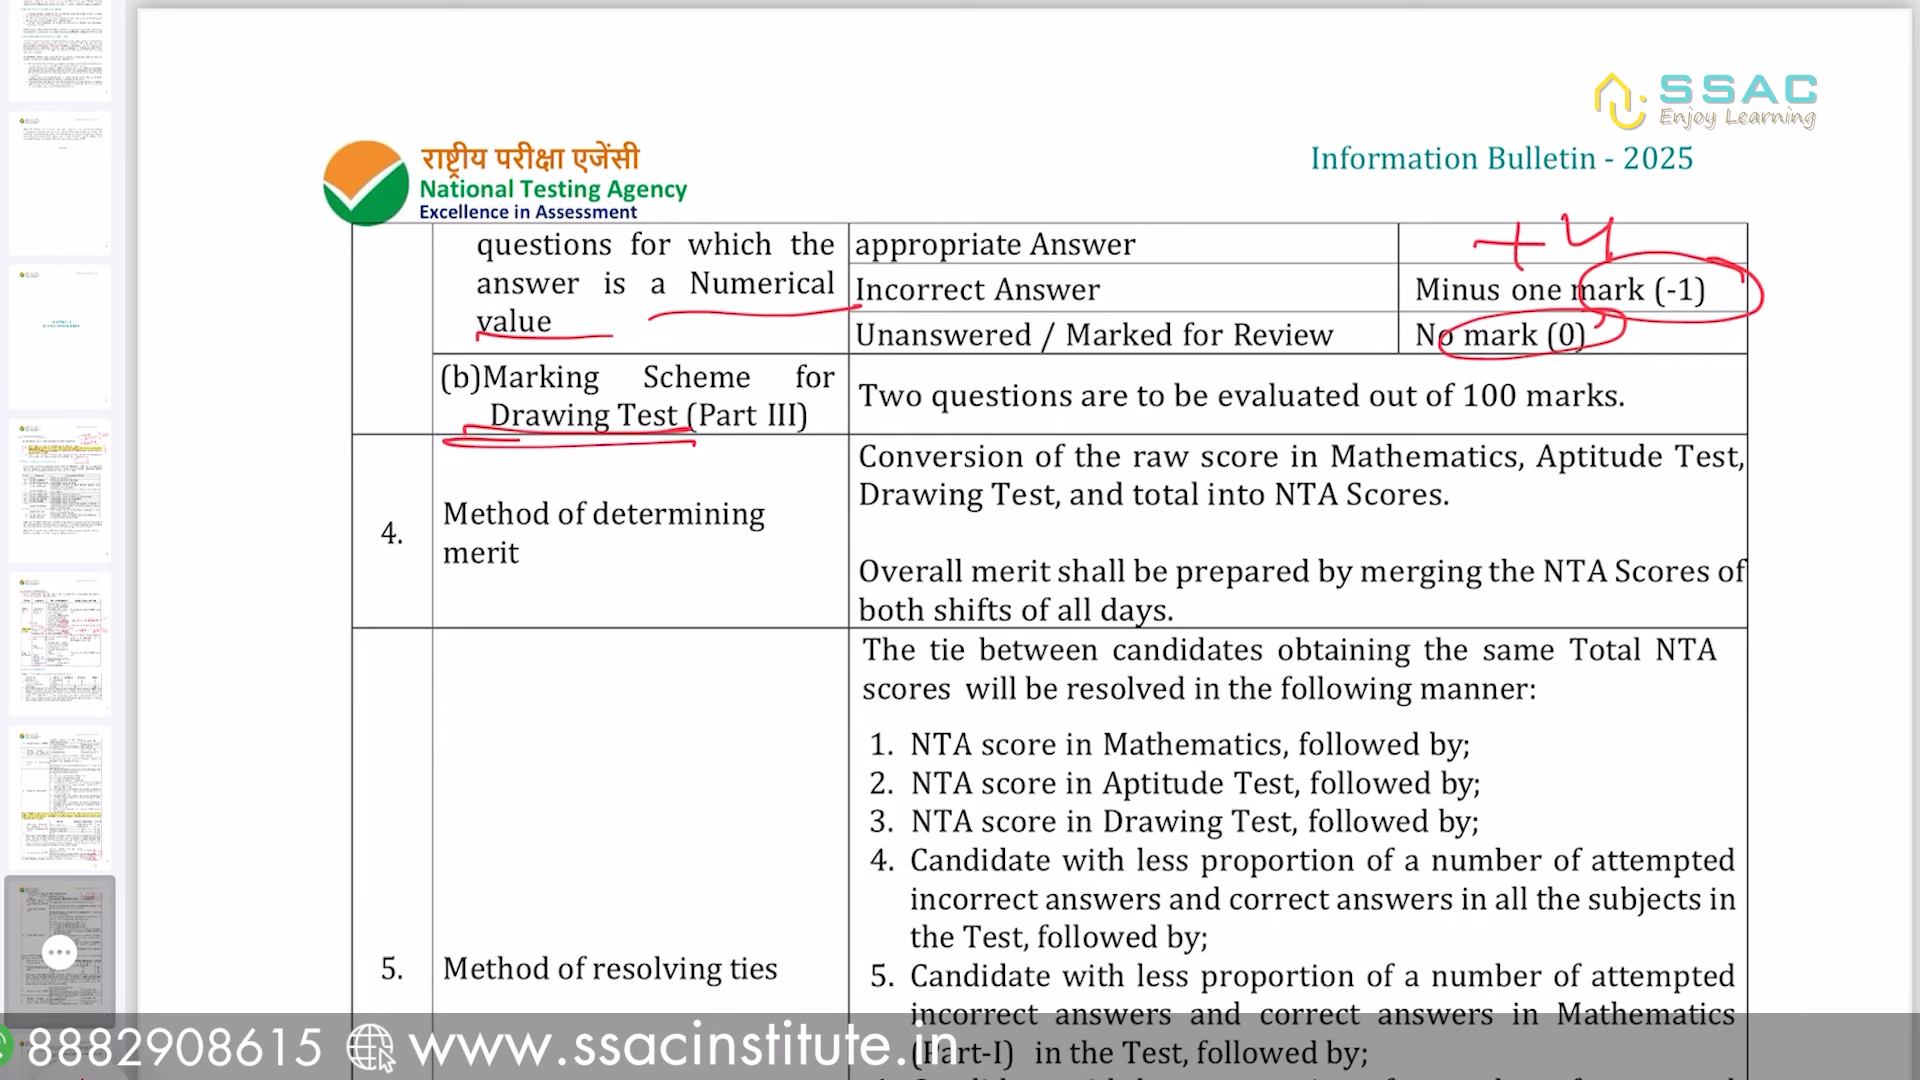 SSAC
Enjoy Learning
राष्ट्रीय परीक्षा एजेंसी
National Testing Agency
Excellence in Assessment
Information Bulletin - 2025
questions for which the
answer is a Numerical
value
appropriate Answer
+4
Incorrect Answer
Minus one mark (-1)
Unanswered / Marked for Review
No mark (0)
(b)Marking Scheme for
Drawing Test (Part III)
Two questions are to be evaluated out of 100 marks.
4.
Method of determining
merit
Conversion of the raw score in Mathematics, Aptitude Test,
Drawing Test, and total into NTA Scores.
Overall merit shall be prepared by merging the NTA Scores of
both shifts of all days.
5.
Method of resolving ties
The tie between candidates obtaining the same Total NTA
scores will be resolved in the following manner:
1. NTA score in Mathematics, followed by;
2. NTA score in Aptitude Test, followed by;
3. NTA score in Drawing Test, followed by;
4. Candidate with less proportion of a number of attempted
incorrect answers and correct answers in all the subjects in
the Test, followed by;
5. Candidate with less proportion of a number of attempted
incorrect answers and correct answers in Mathematics
(Part-I) in the Test, followed by;
8882908615 www.ssacinstitute.in